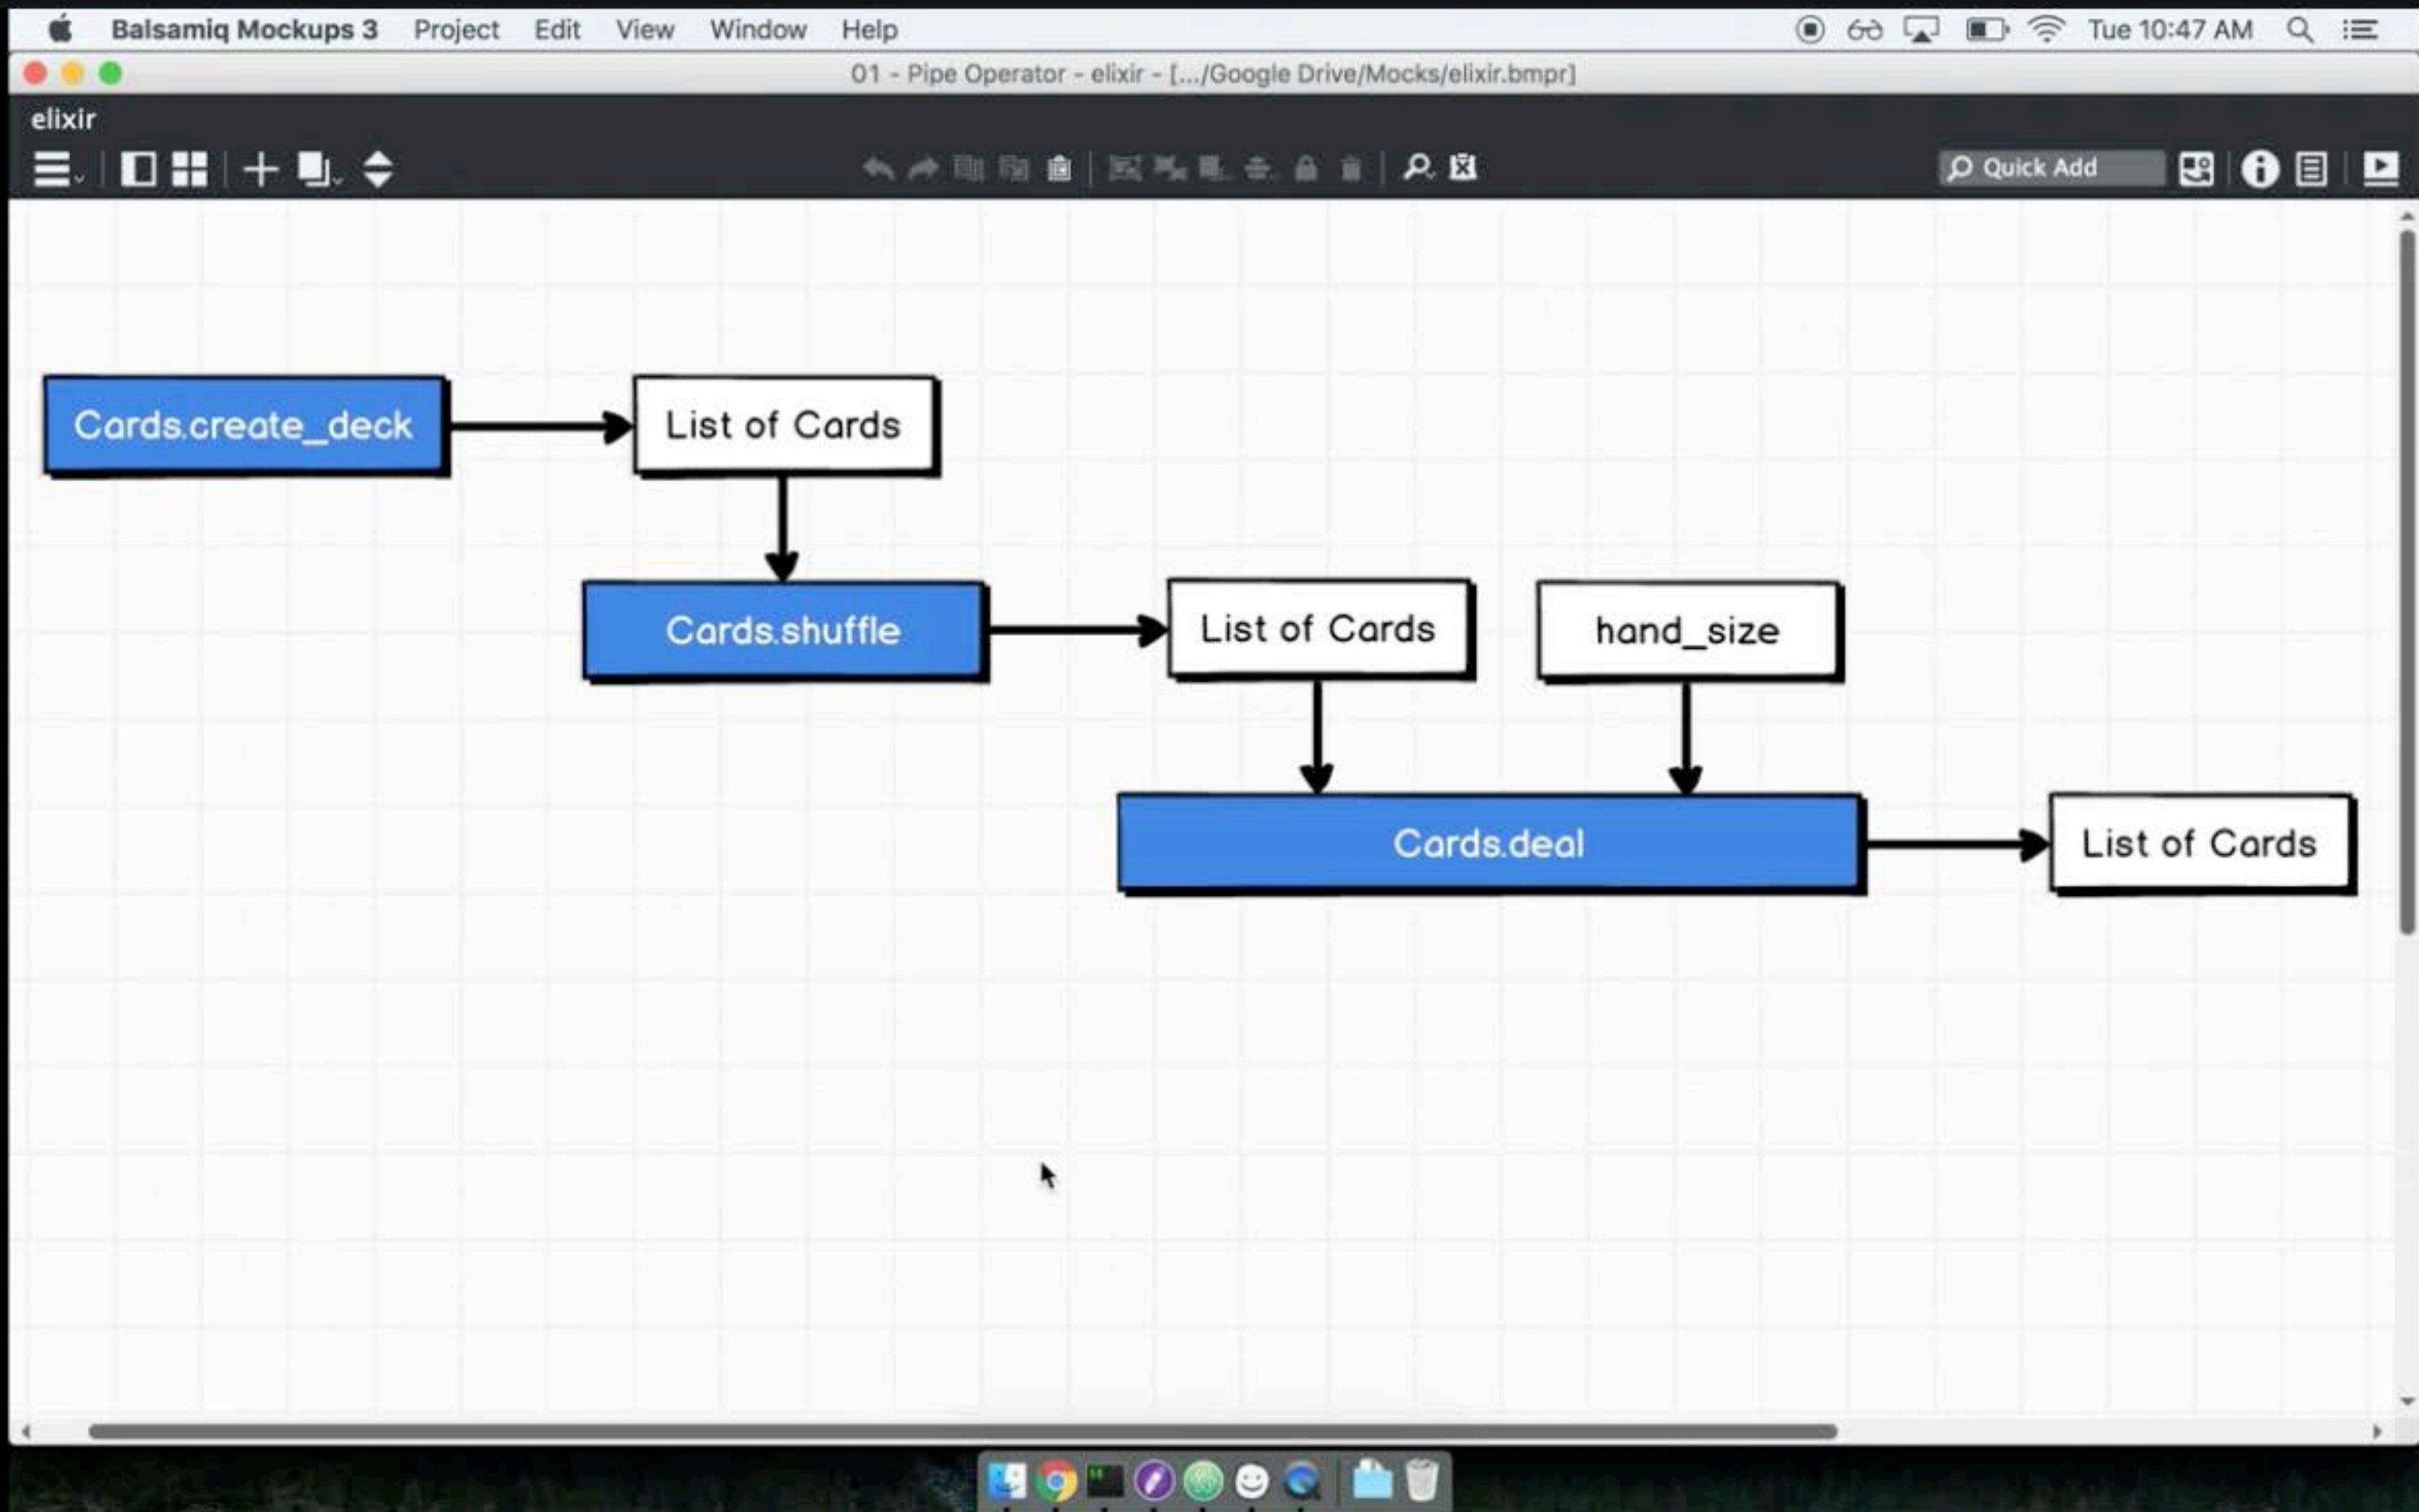 Balsamiq Mockups 3 Project Edit View Window Help Tue 10:47 AM
01 - Pipe Operator - elixir - [.../Google Drive/Mocks/elixir.bmpr]
elixir
Quick Add
Cards.create_deck List of Cards
Cards.shuffle List of Cards hand_size
Cards.deal List of Cards